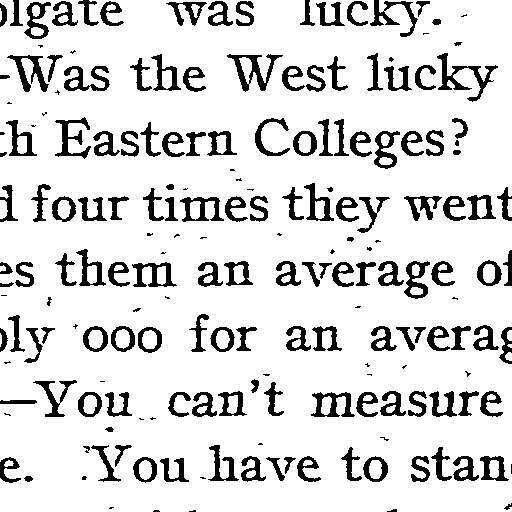 olgate was lucky.
—Was the West lucky
th Eastern Colleges?
d four times they went
es them an average of
bly 000 for an averag
—You can't measure
e. You have to stan